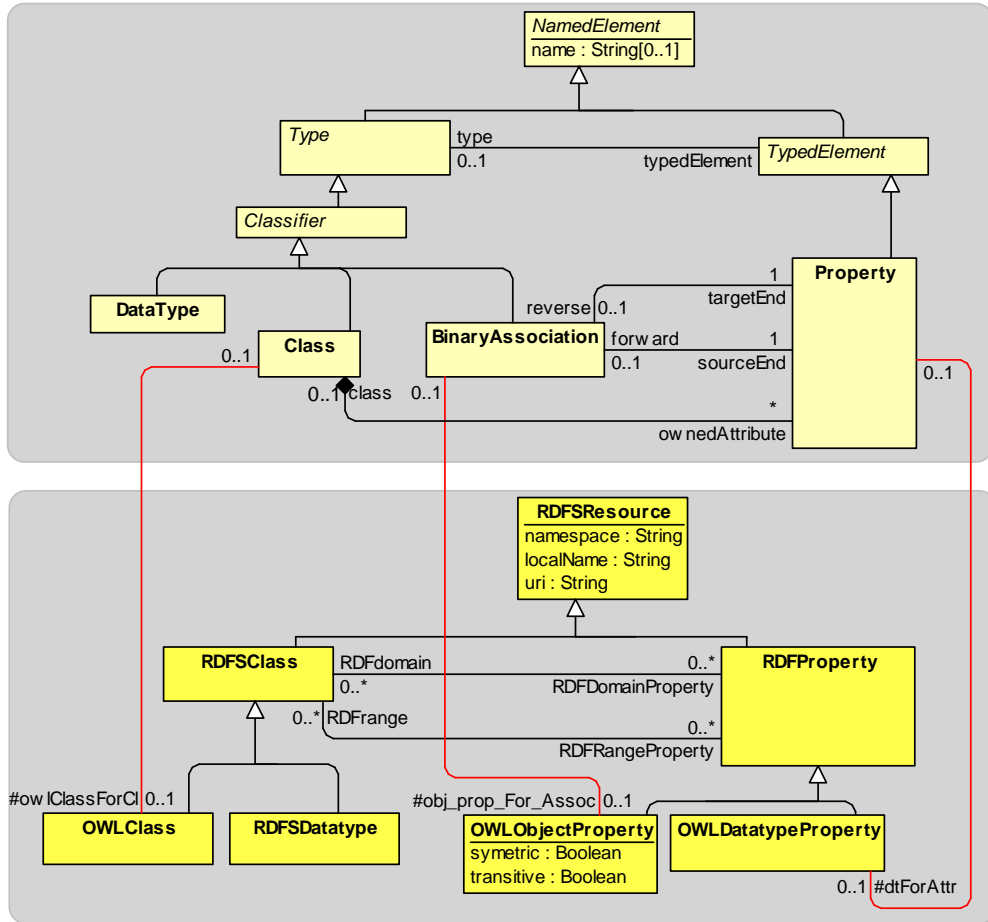 NamedElement
name : String[0..1]
Type
type
0..1
typedElement
TypedElement
Classifier
DataType
Class
0..1
0..1
class
BinaryAssociation
reverse
0..1
1
targetEnd
forward
0..1
1
sourceEnd
0..1
Property
0..1
*
ownedAttribute
RDFSResource
namespace : String
localName : String
uri : String
RDFSClass
RDFdomain
0..*
0..*
RDFDomainProperty
0..*
RDFrange
0..*
RDFRangeProperty
RDFProperty
#owlClassForCl
0..1
OWLClass
RDFSDatatype
#obj_prop_For_Assoc
0..1
OWLObjectProperty
symetric : Boolean
transitive : Boolean
OWLDatatypeProperty
0..1
#dtForAttr